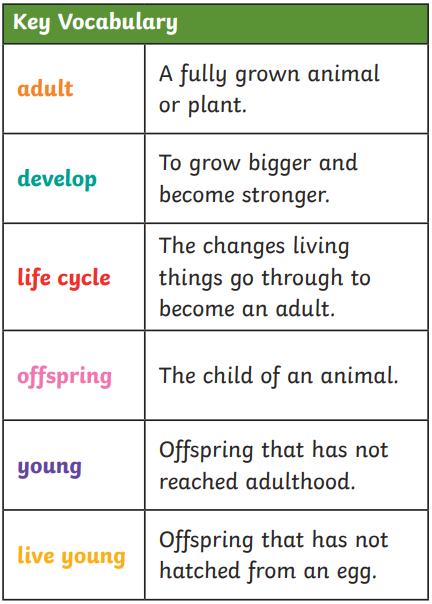 Key Vocabulary
adult
A fully grown animal
or plant.
develop
To grow bigger and
become stronger.
life cycle
The changes living
things go through to
become an adult.
offspring
The child of an animal.
young
Offspring that has not
reached adulthood.
live young
Offspring that has not
hatched from an egg.